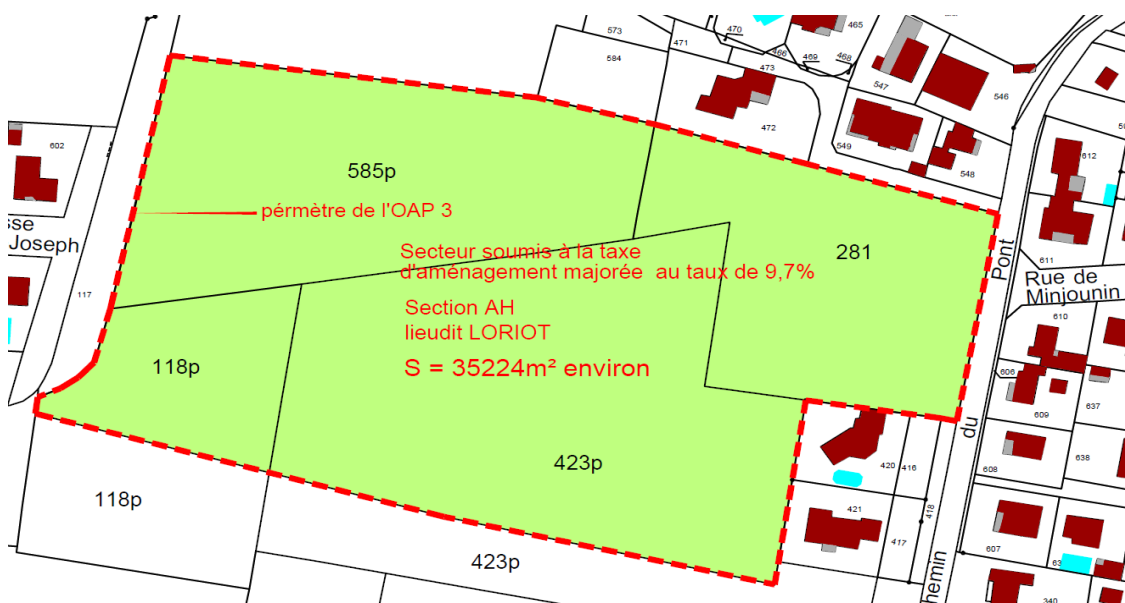 573
470
465
471
466
469
468
584
473
547
546
472
602
549
548
612
585p
pérmètre de l'OAP 3
sse
Joseph
Secteur soumis à la taxe
d'aménagement majorée au taux de 9,7%
281
611
Pont
Rue de
Minjounin
117
Section AH
lieudit LORIOT
610
118p
S = 35224m² environ
606
637
609
du
423p
420
416
608
638
118p
421
418
417
607
423p
hemin
340